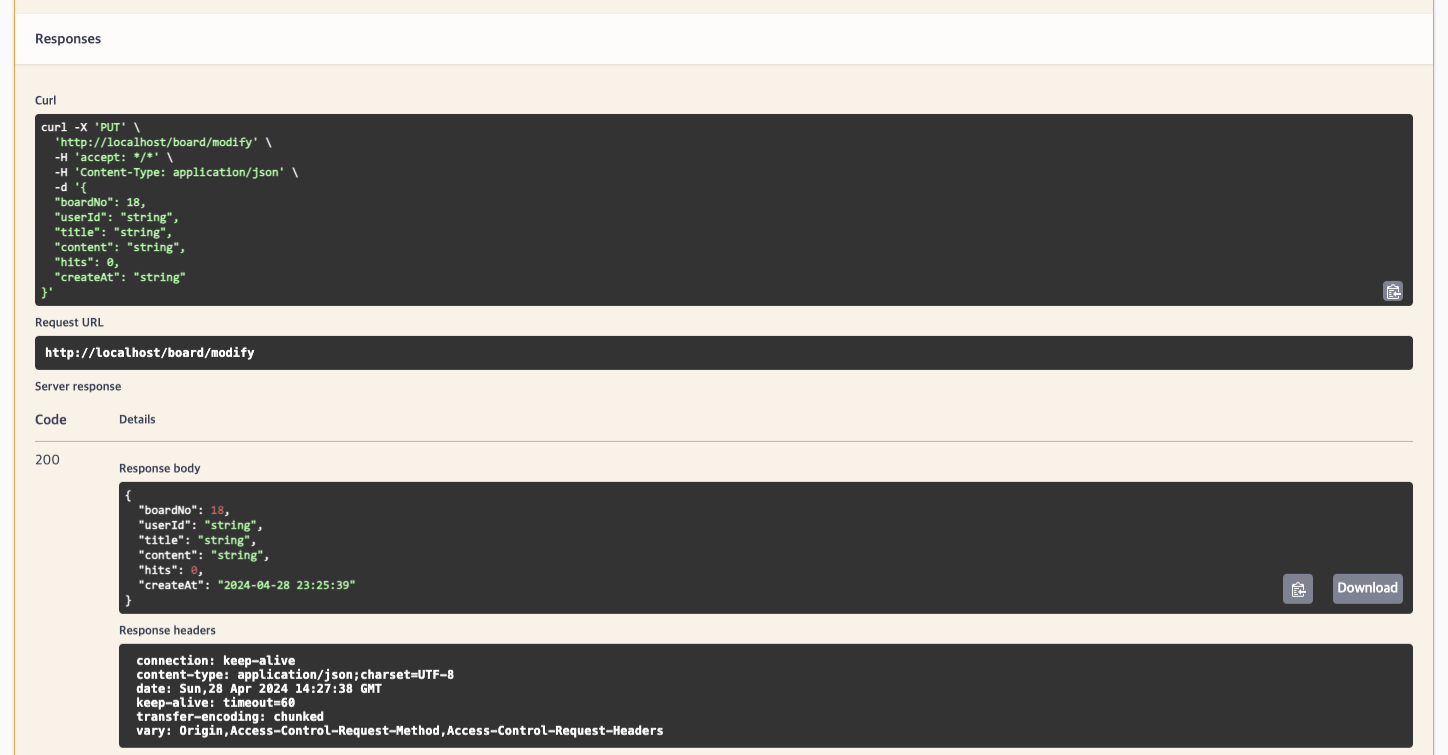 Responses
Curl
curl -X 'PUT' \
  'http://localhost/board/modify' \
  -H 'accept: */*' \
  -H 'Content-Type: application/json' \
  -d '{
  "boardNo": 18,
  "userId": "string",
  "title": "string",
  "content": "string",
  "hits": 0,
  "createAt": "string"
}'
Request URL
http://localhost/board/modify
Server response
Code Details
200
Response body
{
  "boardNo": 18,
  "userId": "string",
  "title": "string",
  "content": "string",
  "hits": 0,
  "createAt": "2024-04-28 23:25:39"
}
Download
Response headers
connection: keep-alive
content-type: application/json;charset=UTF-8
date: Sun,28 Apr 2024 14:27:38 GMT
keep-alive: timeout=60
transfer-encoding: chunked
vary: Origin,Access-Control-Request-Method,Access-Control-Request-Headers